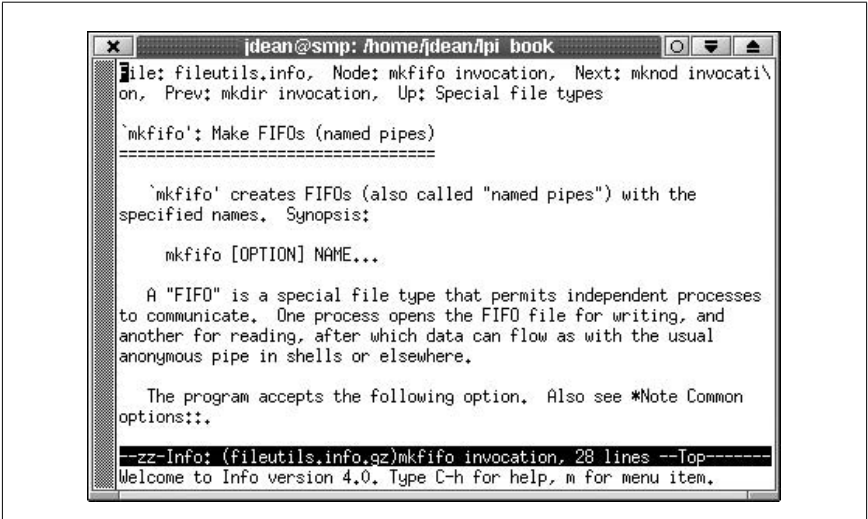 jdean@smp: /home/jdean/lpi_book
File: fileutils.info,  Node: mkfifo invocation,  Next: mknod invocati\
on,  Prev: mkdir invocation,  Up: Special file types
`mkfifo': Make FIFOs (named pipes)
==================================
`mkfifo' creates FIFOs (also called "named pipes") with the
specified names.  Synopsis:
mkfifo [OPTION] NAME...
A "FIFO" is a special file type that permits independent processes
to communicate.  One process opens the FIFO file for writing, and
another for reading, after which data can flow as with the usual
anonymous pipe in shells or elsewhere.
The program accepts the following option.  Also see *Note Common
options::.
--zz-Info: (fileutils.info.gz)mkfifo invocation, 28 lines --Top-------
Welcome to Info version 4.0. Type C-h for help, m for menu item.